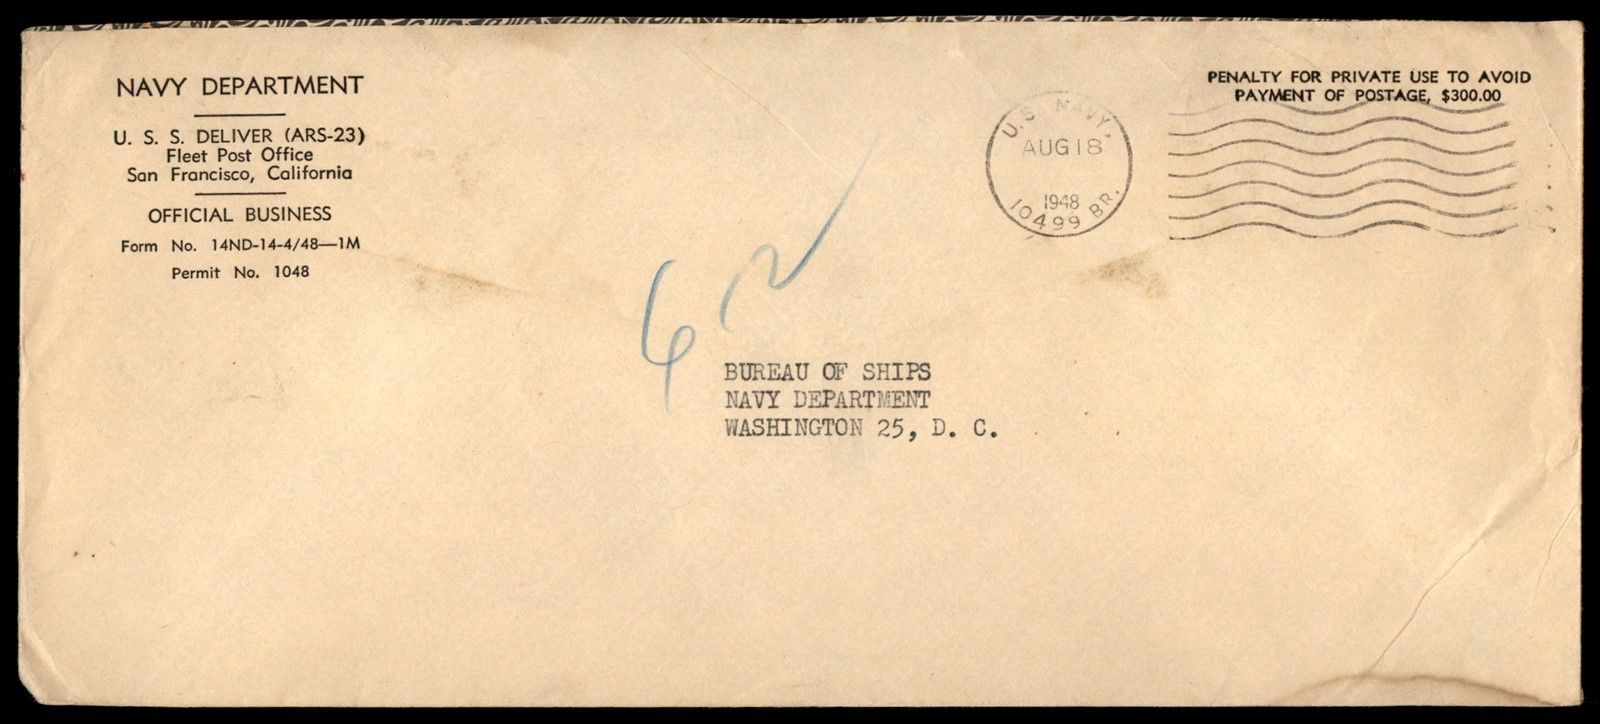 NAVY DEPARTMENT
U. S. S. DELIVER (ARS-23)
Fleet Post Office
San Francisco, California
OFFICIAL BUSINESS
Form No. 14ND-14-4/48—1M
Permit No. 1048
U.S. NAVY.
AUG 18
1948
10499 BR.
PENALTY FOR PRIVATE USE TO AVOID
PAYMENT OF POSTAGE, $300.00
BUREAU OF SHIPS
NAVY DEPARTMENT
WASHINGTON 25, D. C.